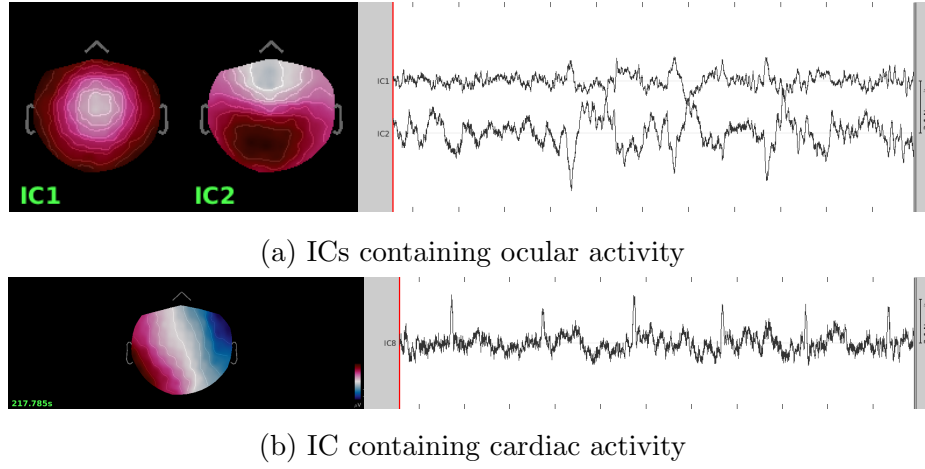 IC1
IC2
IC1
IC2
(a) ICs containing ocular activity
IC8
217.785s
(b) IC containing cardiac activity